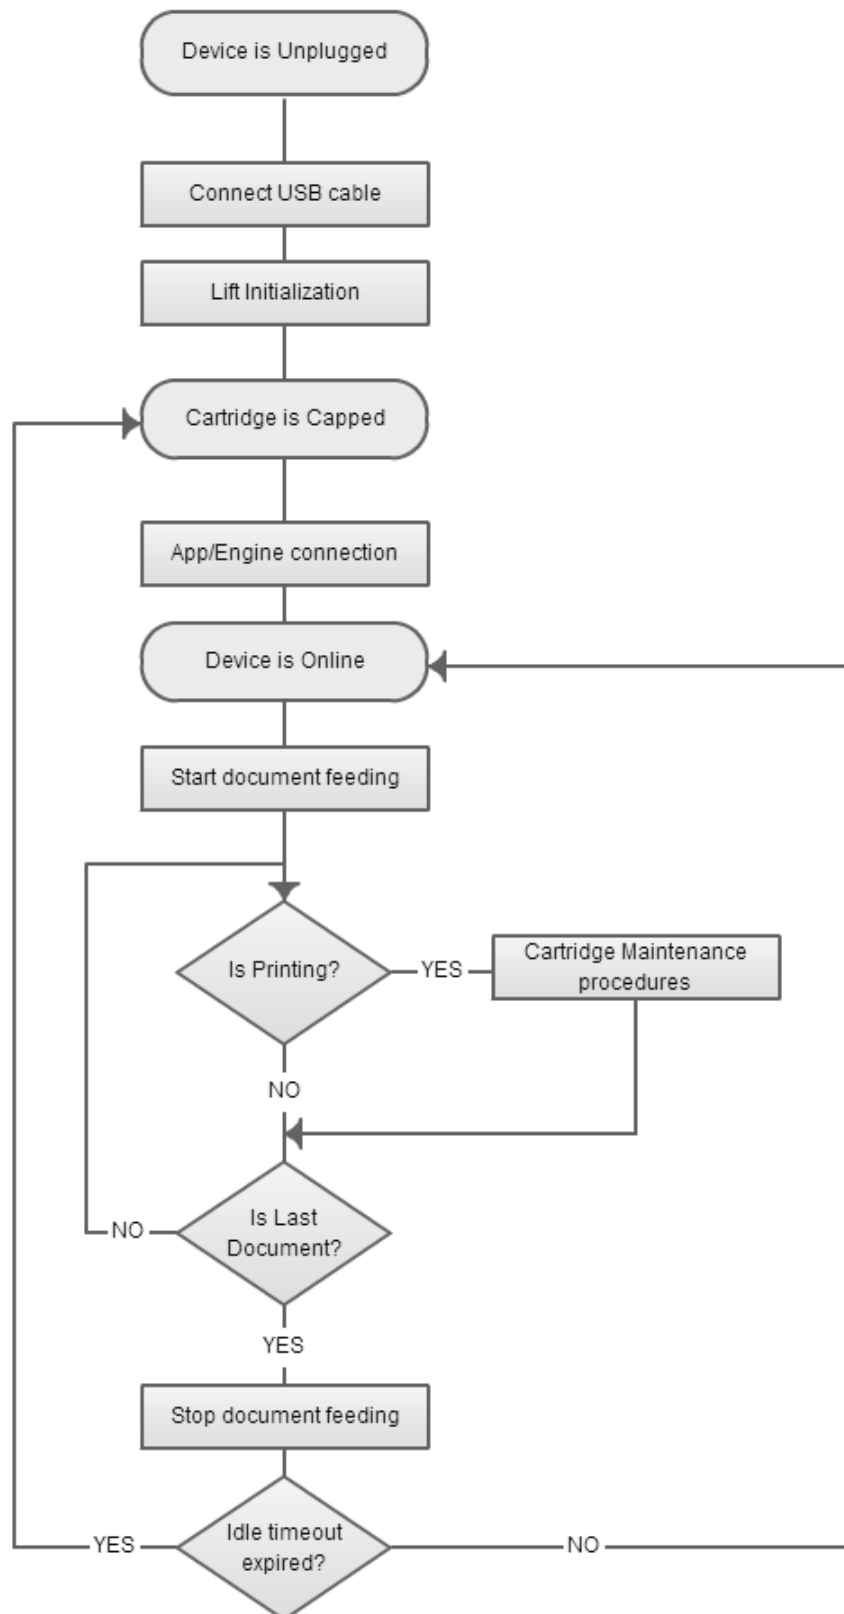 Device is Unplugged
Connect USB cable
Lift Initialization
Cartridge is Capped
App/Engine connection
Device is Online
Start document feeding
Is Printing?
YES
Cartridge Maintenance
procedures
NO
Is Last
Document?
NO
YES
Stop document feeding
Idle timeout
expired?
YES
NO